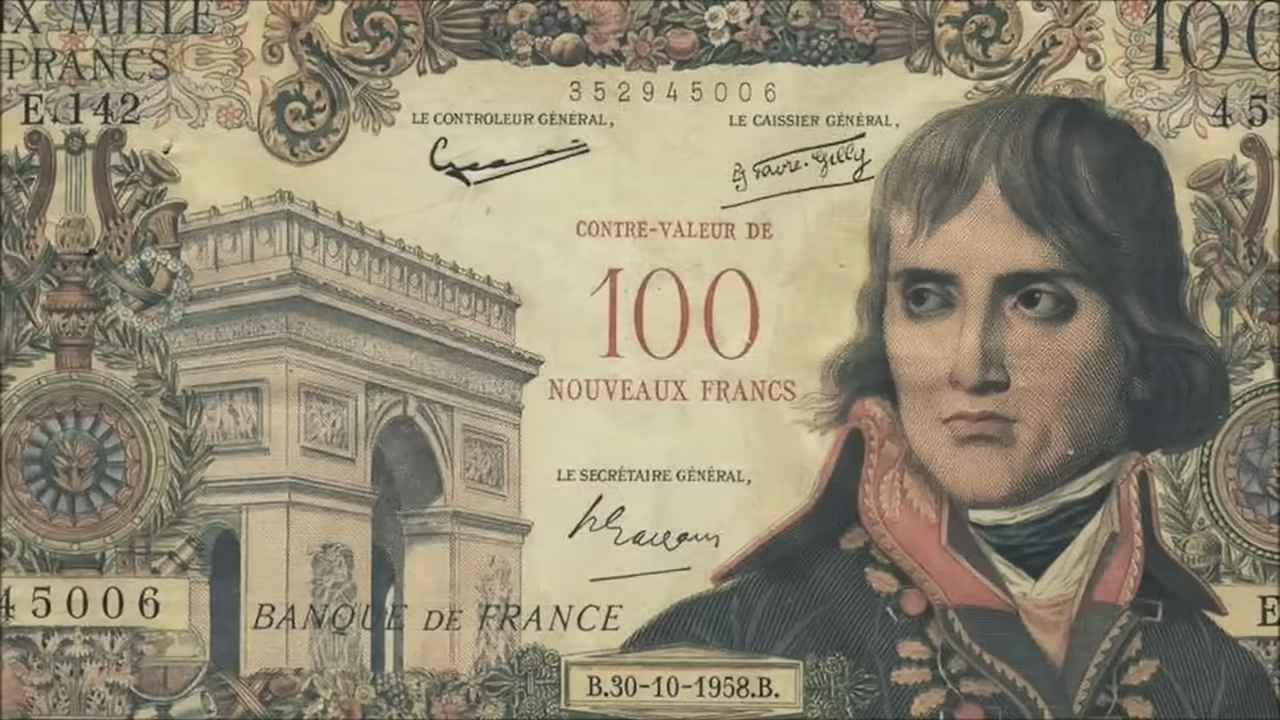 IX MILLE
FRANCS
E.142
100
45
352945006
LE CONTROLEUR GÉNÉRAL,
LE CAISSIER GÉNÉRAL,
CONTRE-VALEUR DE
100
NOUVEAUX FRANCS
LE SECRÉTAIRE GÉNÉRAL,
45006
BANQUE DE FRANCE
E
B.30-10-1958.B.